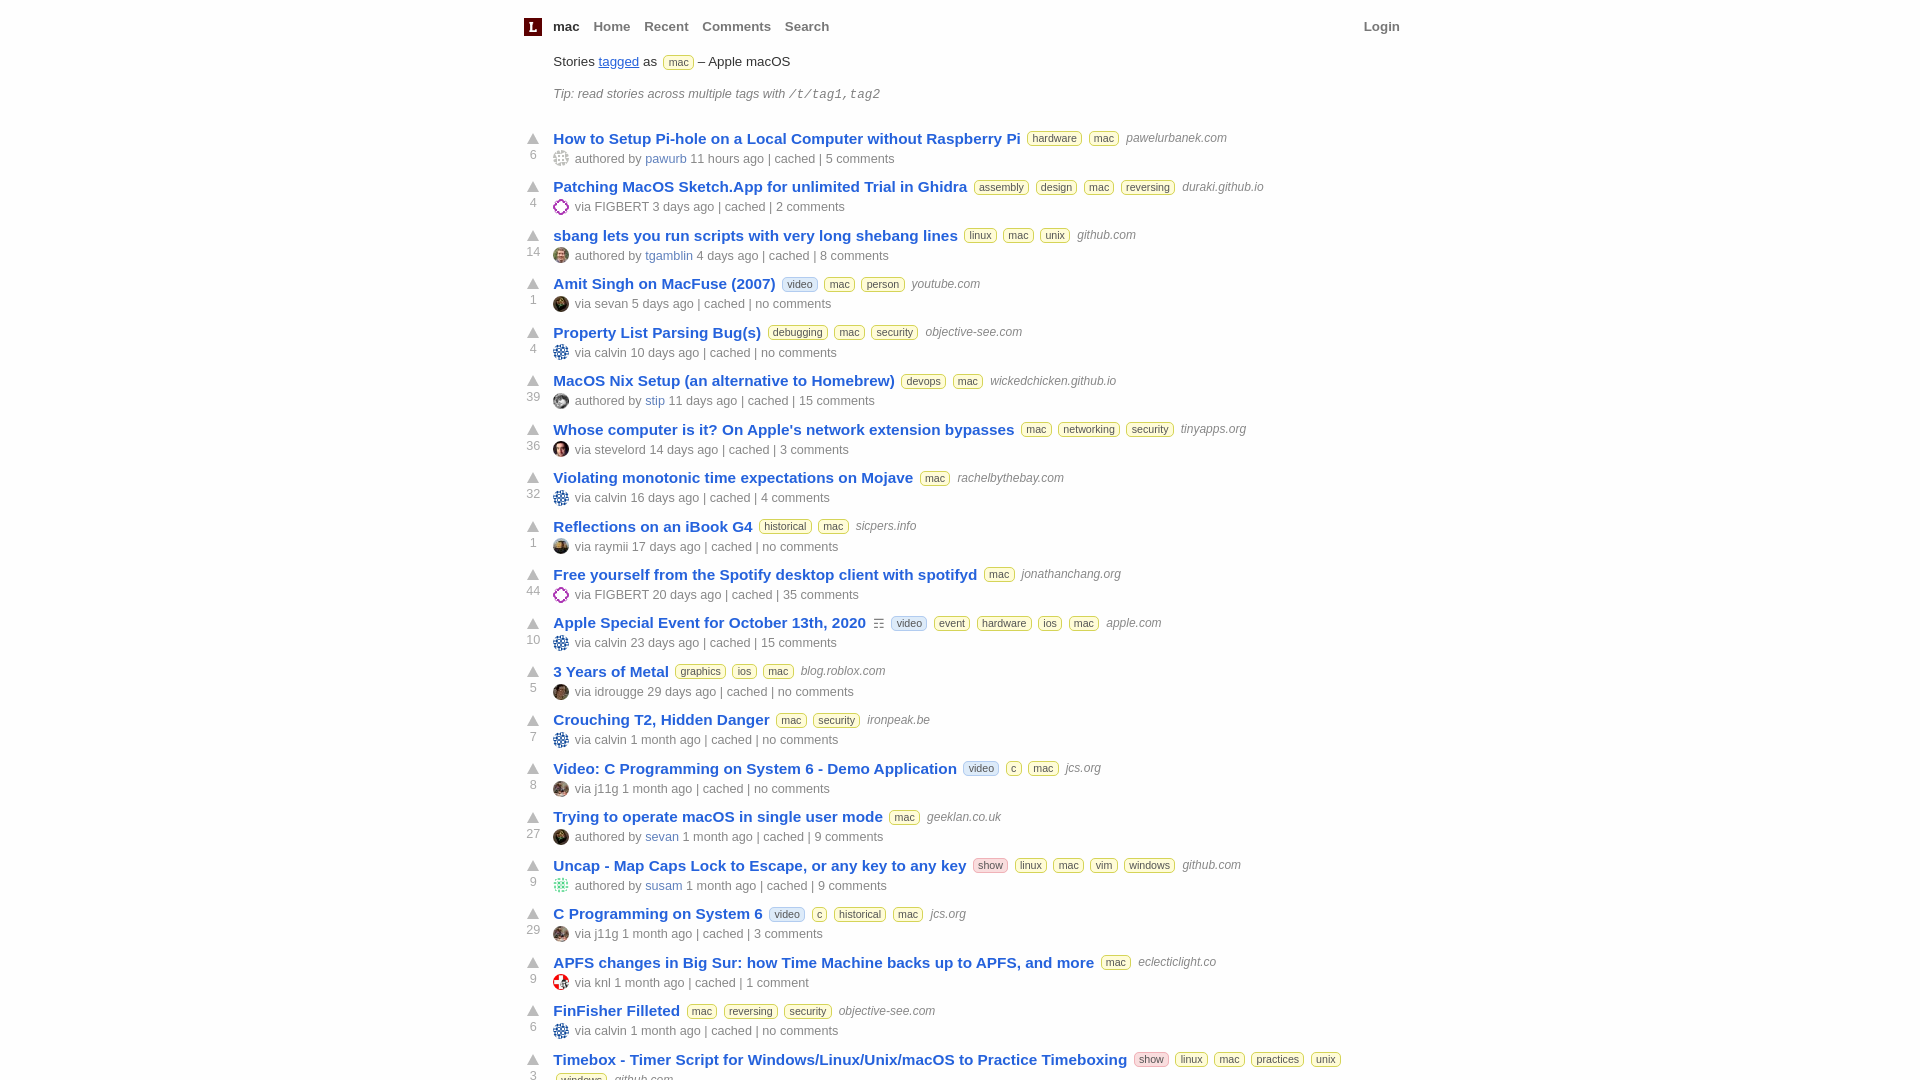 L mac Home Recent Comments Search Login
Stories tagged as mac – Apple macOS
Tip: read stories across multiple tags with /t/tag1,tag2
How to Setup Pi-hole on a Local Computer without Raspberry Pi hardware mac pawelurbanek.com
6 authored by pawurb 11 hours ago | cached | 5 comments
Patching MacOS Sketch.App for unlimited Trial in Ghidra assembly design mac reversing duraki.github.io
4 via FIGBERT 3 days ago | cached | 2 comments
sbang lets you run scripts with very long shebang lines linux mac unix github.com
14 authored by tgamblin 4 days ago | cached | 8 comments
Amit Singh on MacFuse (2007) video mac person youtube.com
1 via sevan 5 days ago | cached | no comments
Property List Parsing Bug(s) debugging mac security objective-see.com
4 via calvin 10 days ago | cached | no comments
MacOS Nix Setup (an alternative to Homebrew) devops mac wickedchicken.github.io
39 authored by stip 11 days ago | cached | 15 comments
Whose computer is it? On Apple's network extension bypasses mac networking security tinyapps.org
36 via stevelord 14 days ago | cached | 3 comments
Violating monotonic time expectations on Mojave mac rachelbythebay.com
32 via calvin 16 days ago | cached | 4 comments
Reflections on an iBook G4 historical mac sicpers.info
1 via raymii 17 days ago | cached | no comments
Free yourself from the Spotify desktop client with spotifyd mac jonathanchang.org
44 via FIGBERT 20 days ago | cached | 35 comments
Apple Special Event for October 13th, 2020 ☶ video event hardware ios mac apple.com
10 via calvin 23 days ago | cached | 15 comments
3 Years of Metal graphics ios mac blog.roblox.com
5 via idrougge 29 days ago | cached | no comments
Crouching T2, Hidden Danger mac security ironpeak.be
7 via calvin 1 month ago | cached | no comments
Video: C Programming on System 6 - Demo Application video c mac jcs.org
8 via j11g 1 month ago | cached | no comments
Trying to operate macOS in single user mode mac geeklan.co.uk
27 authored by sevan 1 month ago | cached | 9 comments
Uncap - Map Caps Lock to Escape, or any key to any key show linux mac vim windows github.com
9 authored by susam 1 month ago | cached | 9 comments
C Programming on System 6 video c historical mac jcs.org
29 via j11g 1 month ago | cached | 3 comments
APFS changes in Big Sur: how Time Machine backs up to APFS, and more mac eclecticlight.co
9 via knl 1 month ago | cached | 1 comment
FinFisher Filleted mac reversing security objective-see.com
6 via calvin 1 month ago | cached | no comments
Timebox - Timer Script for Windows/Linux/Unix/macOS to Practice Timeboxing show linux mac practices unix
3 windows github.com